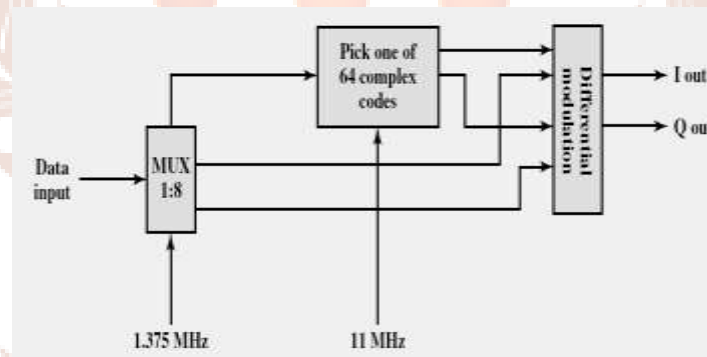 Pick one of
64 complex
codes
Differential
modulation
I out
Q ou
Data
input
MUX
1:8
1.375 MHz
11 MHz